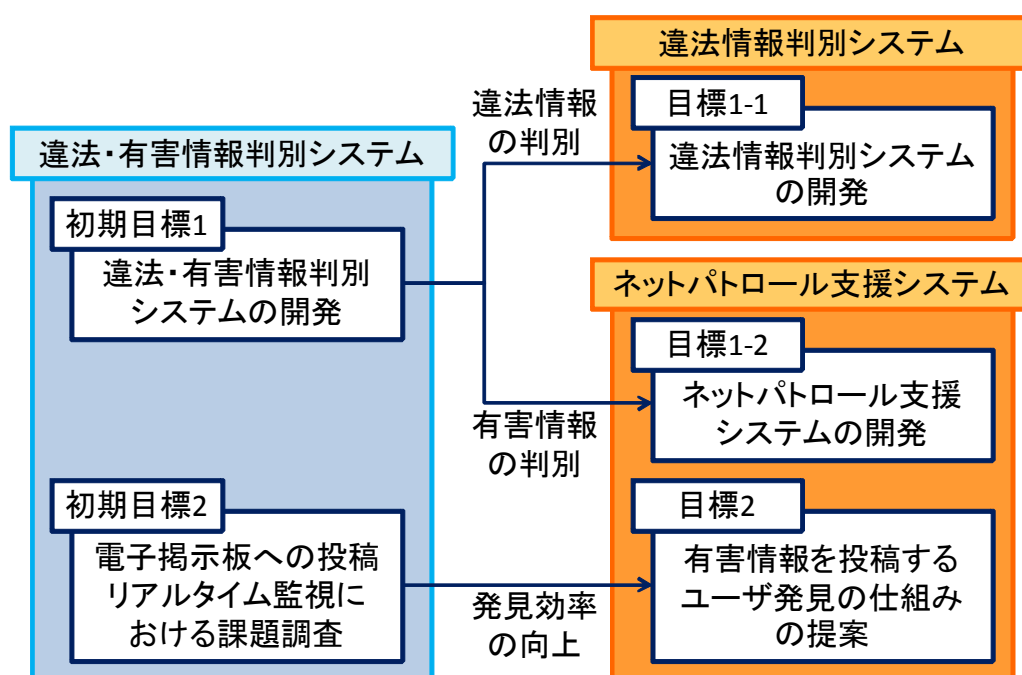 違法・有害情報判別システム
初期目標1
違法・有害情報判別
システムの開発
初期目標2
電子掲示板への投稿
リアルタイム監視に
おける課題調査
違法情報
の判別
有害情報
の判別
発見効率
の向上
違法情報判別システム
目標1-1
違法情報判別システム
の開発
ネットパトロール支援システム
目標1-2
ネットパトロール支援
システムの開発
目標2
有害情報を投稿する
ユーザ発見の仕組み
の提案